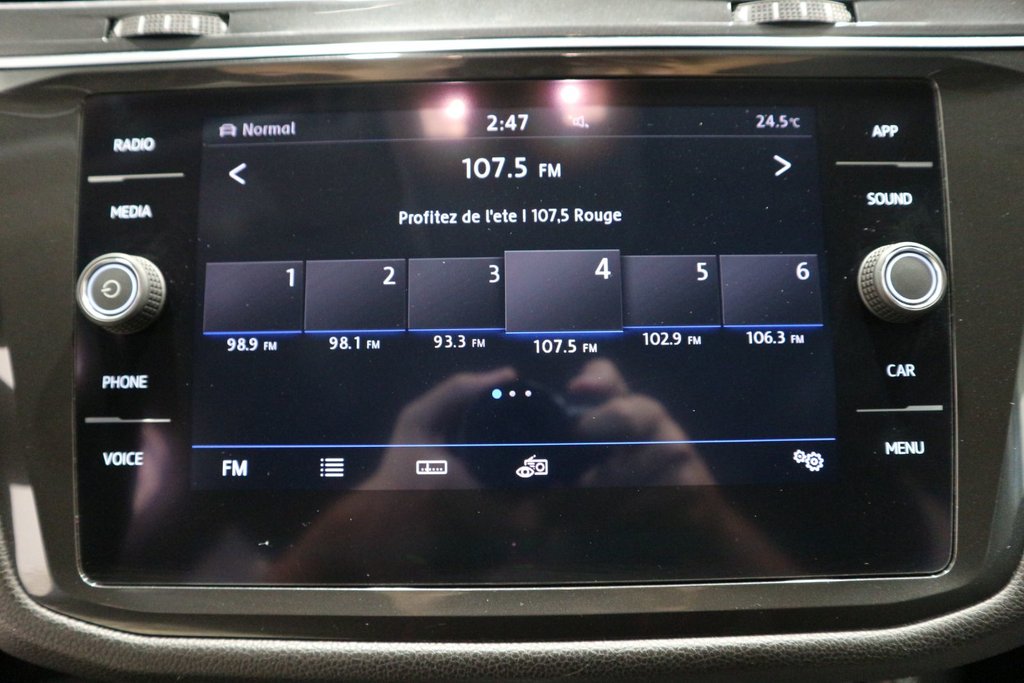 RADIO
MEDIA
PHONE
VOICE
Normal
2:47
24.5°C
107.5 FM
Profitez de l'ete | 107,5 Rouge
1
2
3
4
5
6
98.9 FM
98.1 FM
93.3 FM
107.5 FM
102.9 FM
106.3 FM
FM
APP
SOUND
CAR
MENU